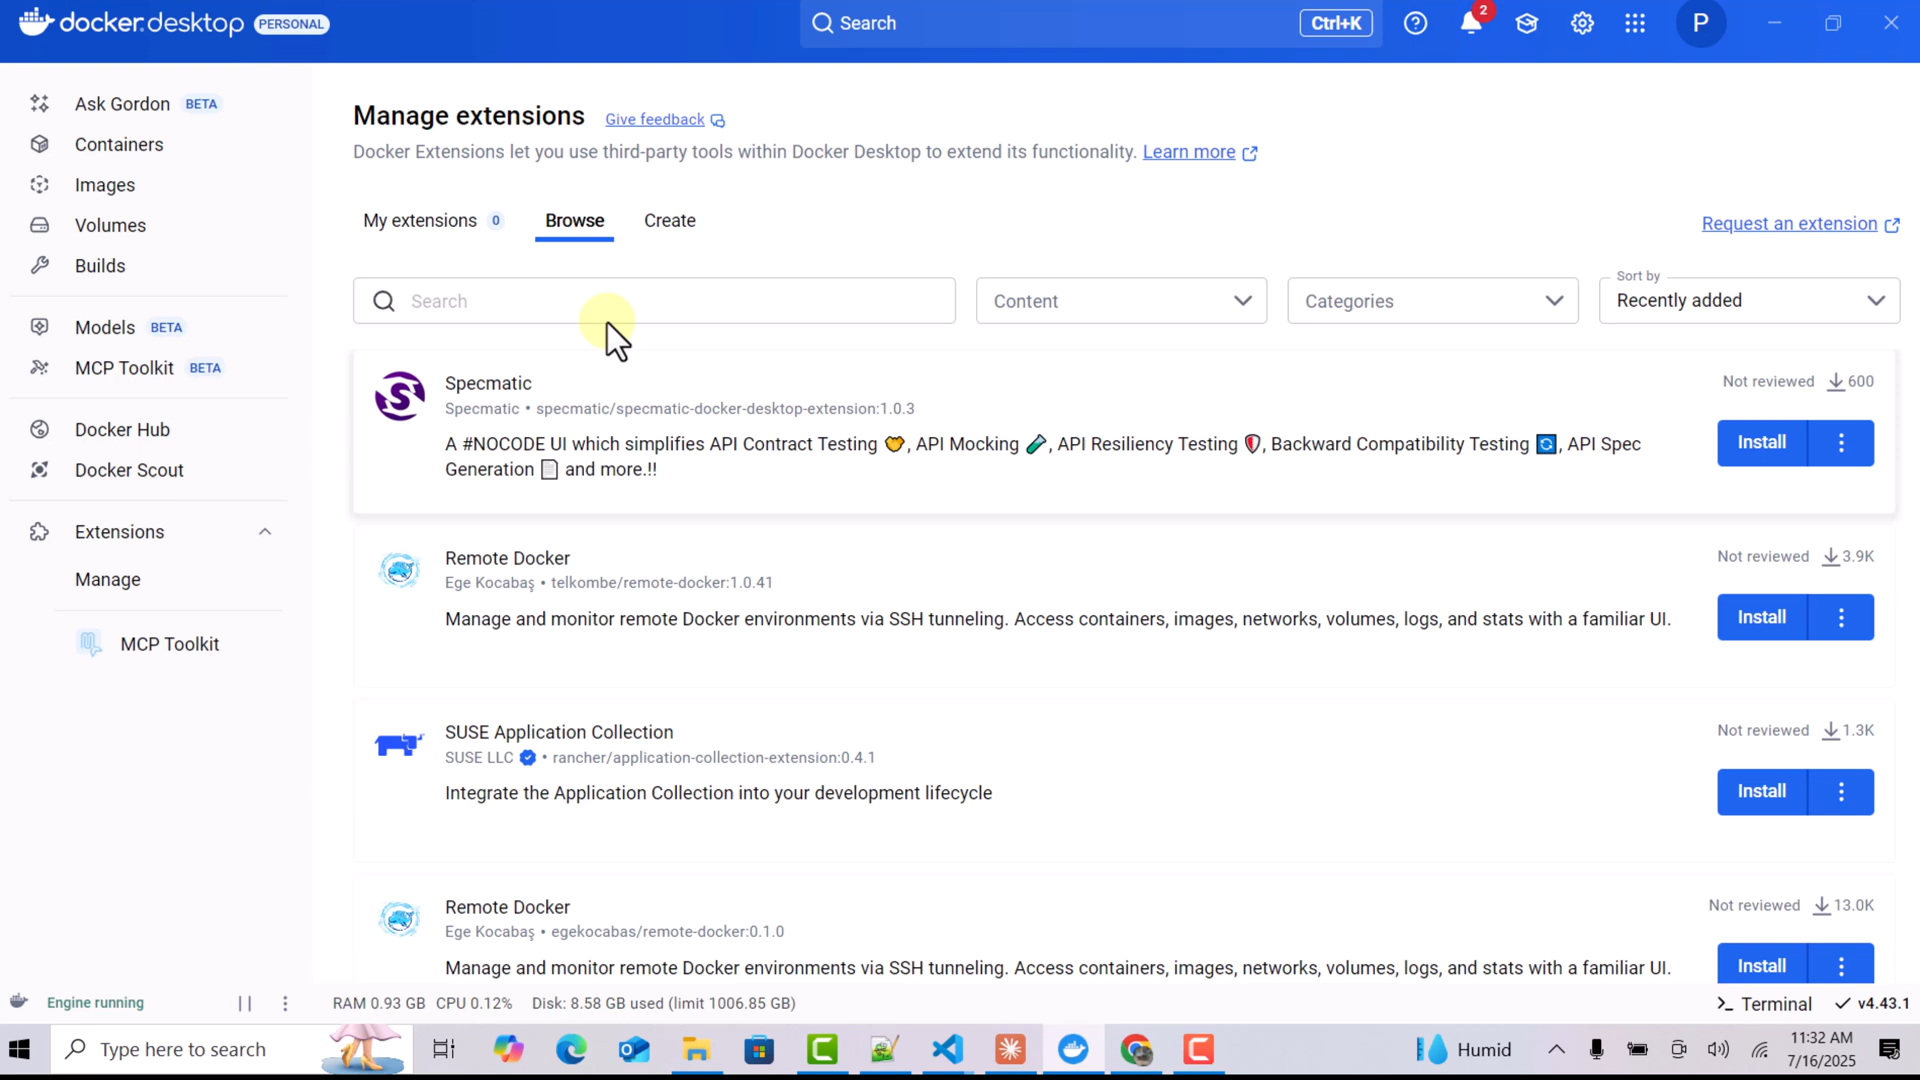 docker.desktop PERSONAL
Search
Ctrl+K
2
P
Ask Gordon BETA
Containers
Images
Volumes
Builds
Models BETA
MCP Toolkit BETA
Docker Hub
Docker Scout
Extensions
Manage
MCP Toolkit
Manage extensions Give feedback
Docker Extensions let you use third-party tools within Docker Desktop to extend its functionality. Learn more
My extensions 0 Browse Create
Request an extension
Search
Content
Categories
Sort by
Recently added
Specmatic
Not reviewed 600
Specmatic • specmatic/specmatic-docker-desktop-extension:1.0.3
A #NOCODE UI which simplifies API Contract Testing 🤝, API Mocking 🧪, API Resiliency Testing 🛡, Backward Compatibility Testing 🔄, API Spec
Generation 📄 and more.!!
Install
Remote Docker
Not reviewed 3.9K
Ege Kocabaş • telkombe/remote-docker:1.0.41
Manage and monitor remote Docker environments via SSH tunneling. Access containers, images, networks, volumes, logs, and stats with a familiar UI.
Install
SUSE Application Collection
Not reviewed 1.3K
SUSE LLC • rancher/application-collection-extension:0.4.1
Integrate the Application Collection into your development lifecycle
Install
Remote Docker
Not reviewed 13.0K
Ege Kocabaş • egekocabas/remote-docker:0.1.0
Manage and monitor remote Docker environments via SSH tunneling. Access containers, images, networks, volumes, logs, and stats with a familiar UI.
Install
Engine running
RAM 0.93 GB CPU 0.12% Disk: 8.58 GB used (limit 1006.85 GB)
Terminal
v4.43.1
Type here to search
Humid
11:32 AM
7/16/2025